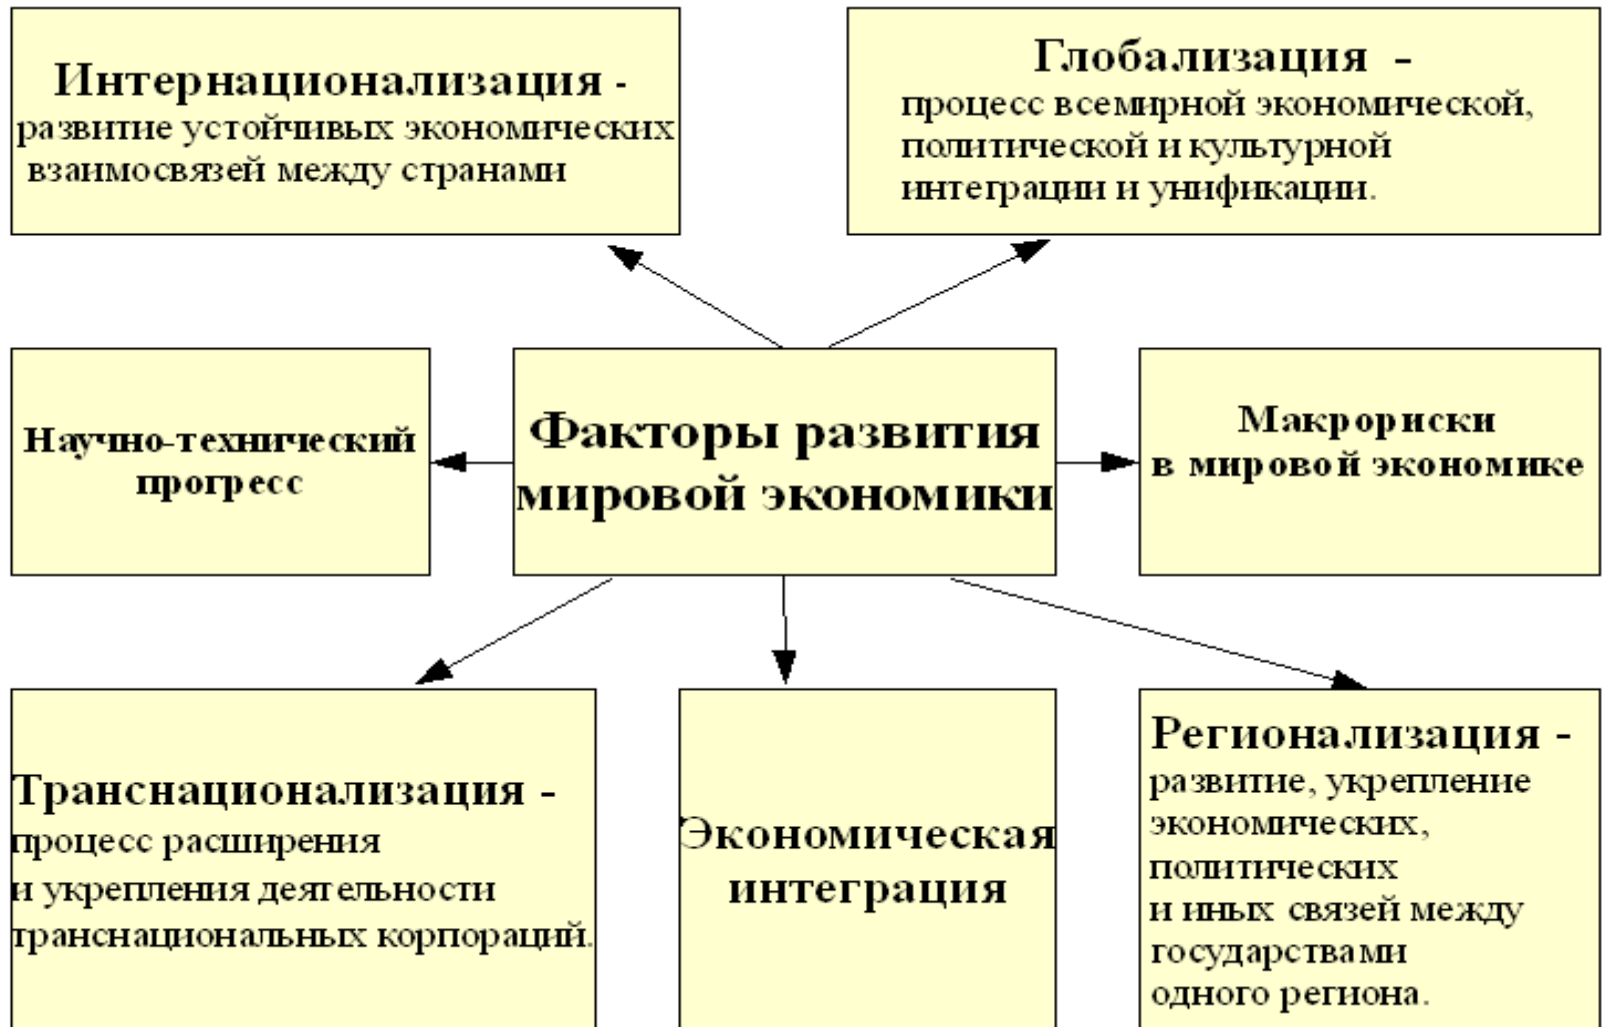 Интернационализация -
развитие устойчивых экономических
взаимосвязей между странами
Глобализация -
процесс всемирной экономической,
политической и культурной
интеграции и унификации.
Научно-технический
прогресс
Факторы развития
мировой экономики
Макрориски
в мировой экономике
Транснационализация -
процесс расширения
и укрепления деятельности
транснациональных корпораций.
Экономическая
интеграция
Регионализация -
развитие, укрепление
экономических,
политических
и иных связей между
государствами
одного региона.